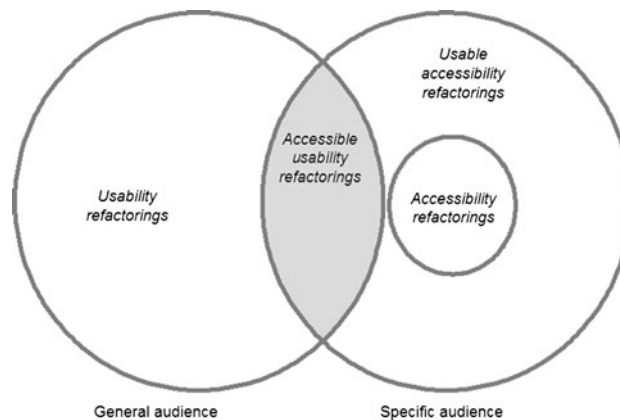 Usable
accessibility
refactorings
Accessible
usability
refactorings
Usability
refactorings
Accessibility
refactorings
General audience
Specific audience